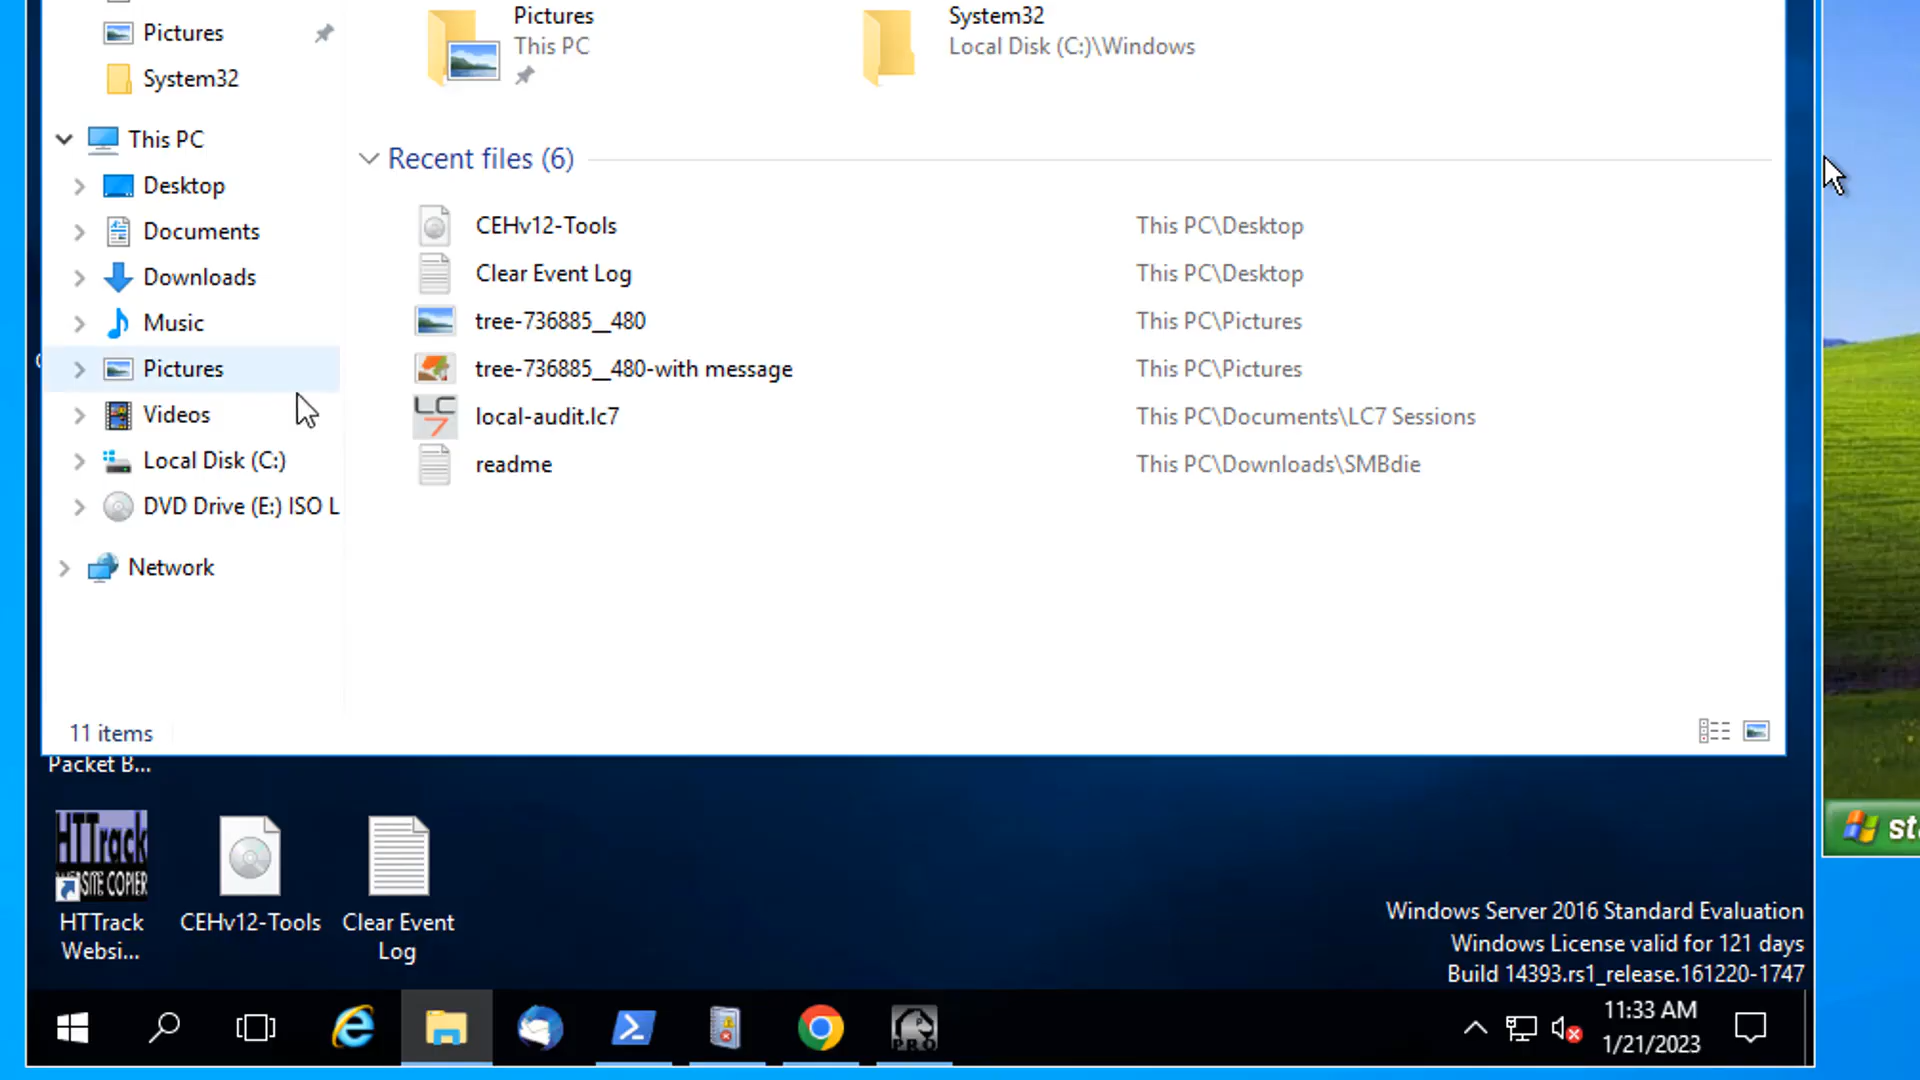 Pictures
System32
This PC
Desktop
Documents
Downloads
Music
Pictures
Videos
Local Disk (C:)
DVD Drive (E:) ISO L
Network
Pictures
This PC
System32
Local Disk (C:)\Windows
Recent files (6)
CEHv12-Tools This PC\Desktop
Clear Event Log This PC\Desktop
tree-736885__480 This PC\Pictures
tree-736885__480-with message This PC\Pictures
local-audit.lc7 This PC\Documents\LC7 Sessions
readme This PC\Downloads\SMBdie
LC
7
11 items
Packet B...
HTTrack
WEBSITE COPIER
HTTrack
Websi...
CEHv12-Tools
Clear Event
Log
Windows Server 2016 Standard Evaluation
Windows License valid for 121 days
Build 14393.rs1_release.161220-1747
PRO
11:33 AM
1/21/2023